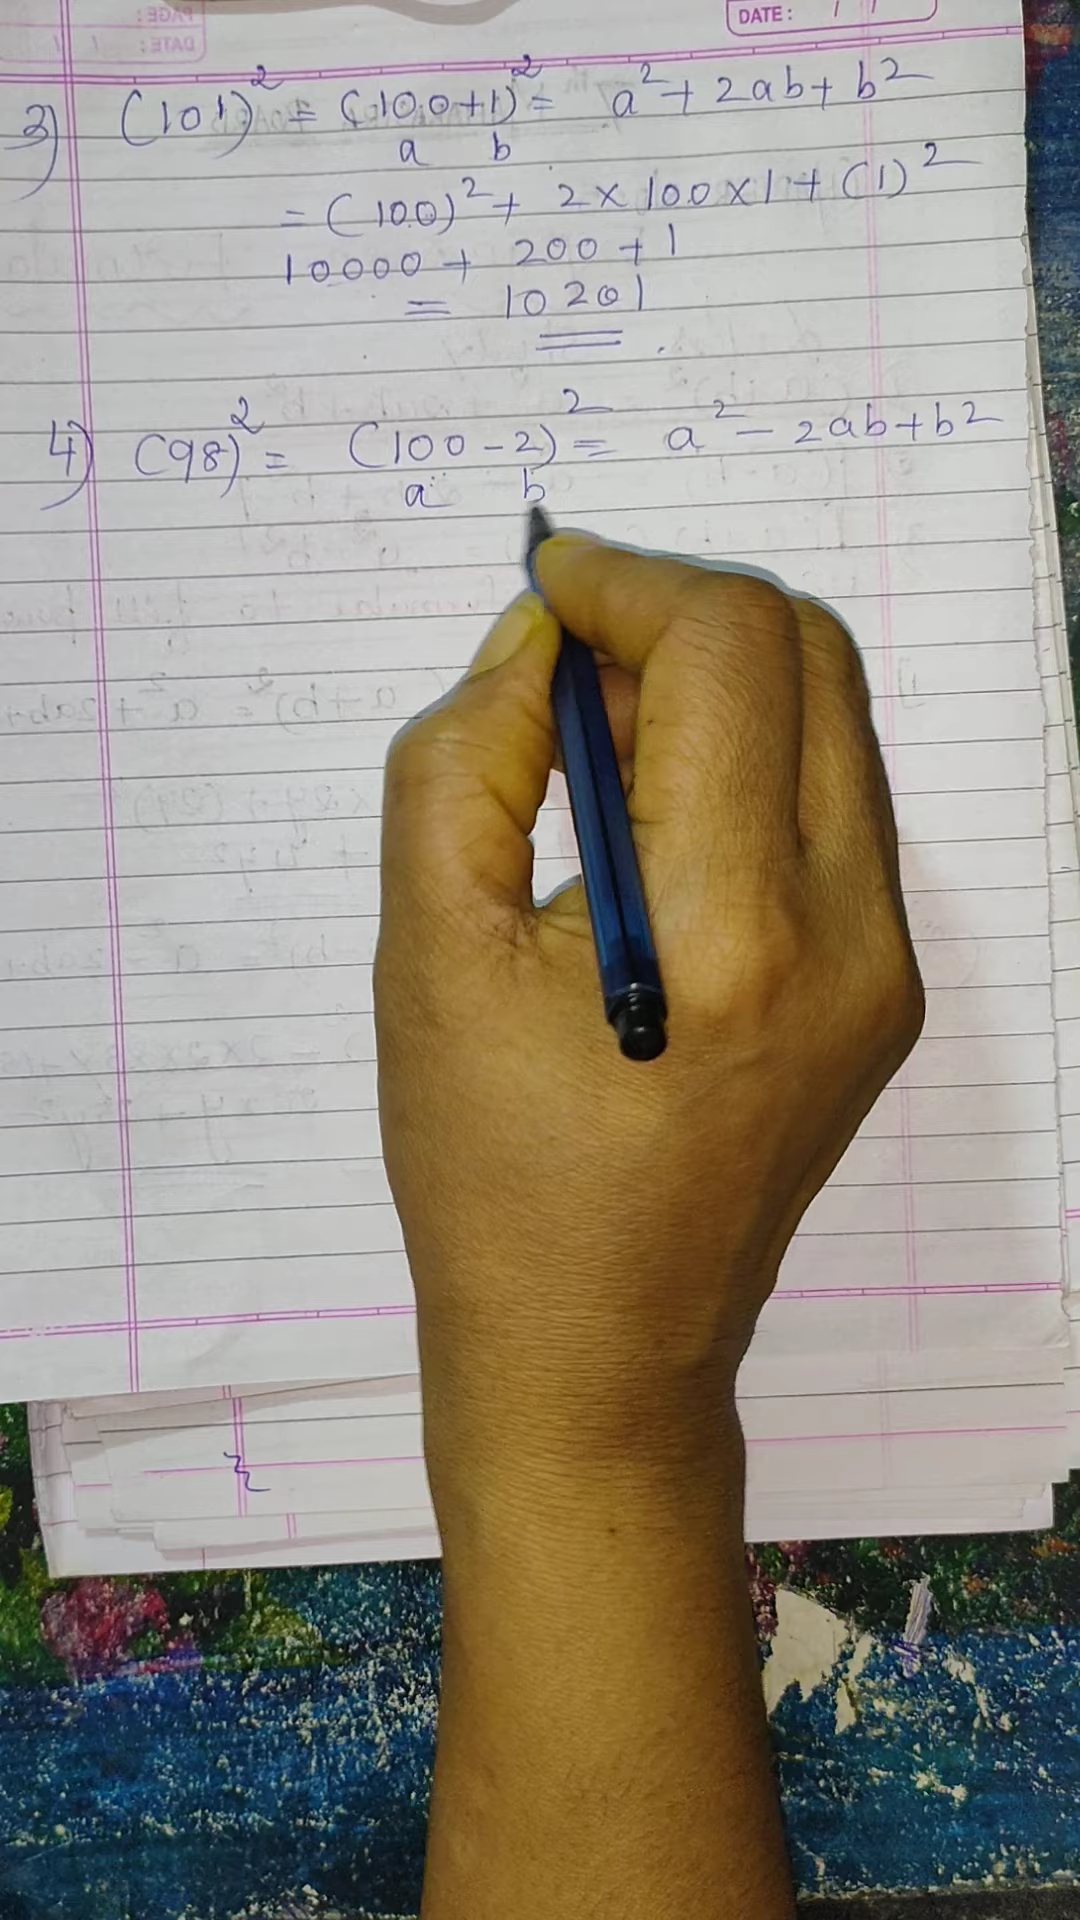 DATE: / /
3) (101)² = (100+1)² = a² + 2ab + b²
a b
= (100)² + 2 × 100 × 1 + (1)²
10000 + 200 + 1
= 10201
4) (98)² = (100 - 2)² = a² - 2ab + b²
a b